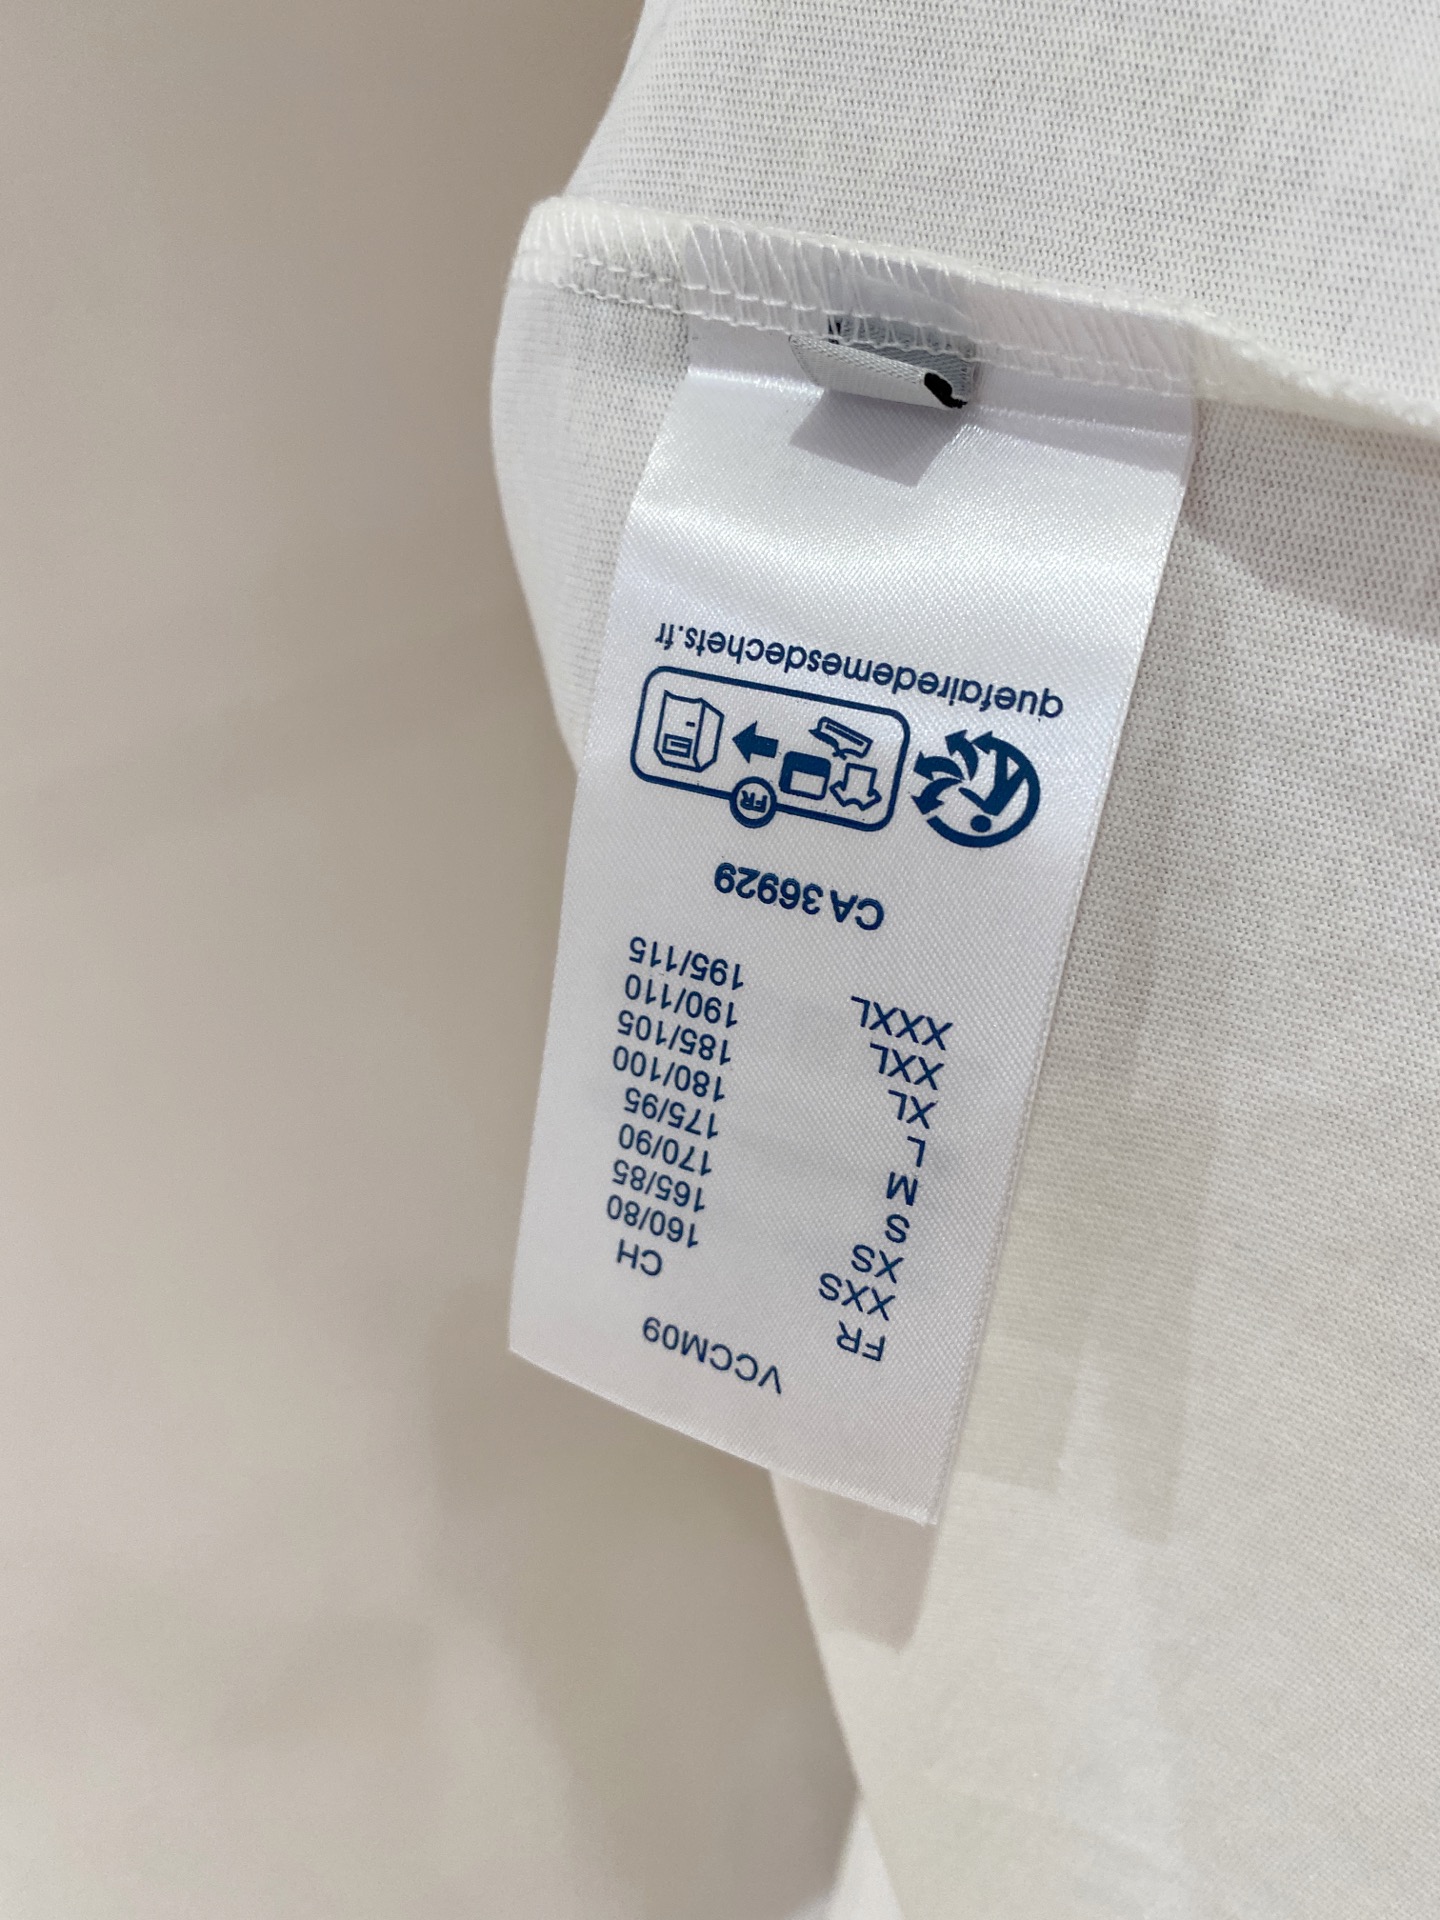 VCCM09
FR CH
XXS 160/80
XS 165/85
S 170/90
M 175/95
L 180/100
XL 185/105
XXL 190/110
XXXL 195/115
CA 36929
FR
quefairedemesdechets.fr